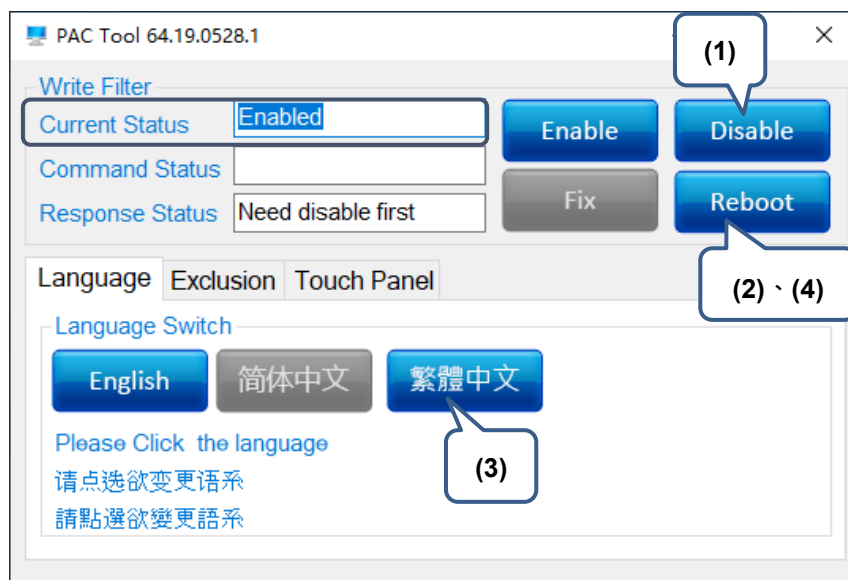 PAC Tool 64.19.0528.1
(1)
Write Filter
Current Status Enabled Enable Disable
Command Status
Response Status Need disable first Fix Reboot
(2)、(4)
Language Exclusion Touch Panel
Language Switch
English 简体中文 繁體中文
(3)
Please Click the language
请点选欲变更语系
請點選欲變更語系